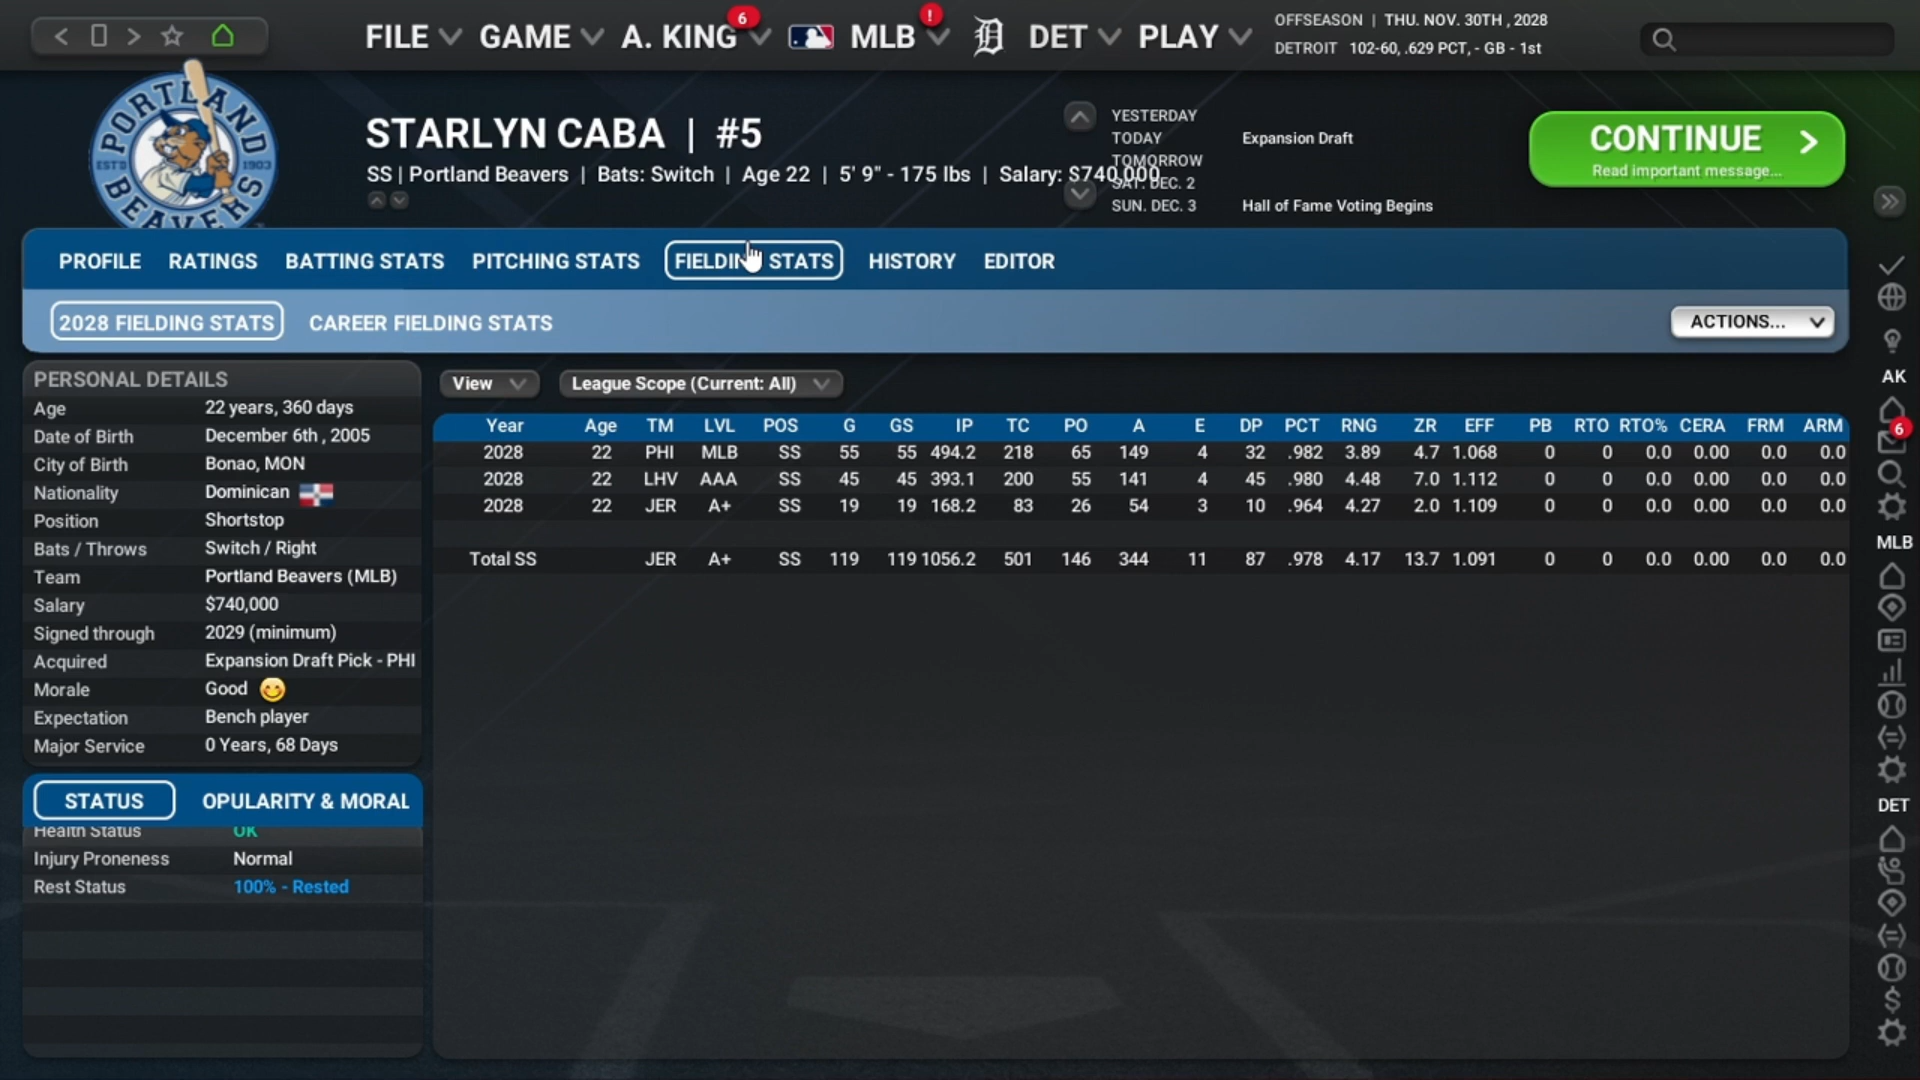 FILE GAME A. KING 6 MLB ! DET PLAY
OFFSEASON | THU. NOV. 30TH , 2028
DETROIT 102-60, .629 PCT, - GB - 1st
PORTLAND
ESTD 1903
BEAVERS
STARLYN CABA | #5
SS | Portland Beavers | Bats: Switch | Age 22 | 5' 9" - 175 lbs | Salary: $740,000
YESTERDAY
TODAY Expansion Draft
TOMORROW
SAT. DEC. 2
SUN. DEC. 3 Hall of Fame Voting Begins
CONTINUE
Read important message...
PROFILE RATINGS BATTING STATS PITCHING STATS FIELDING STATS HISTORY EDITOR
2028 FIELDING STATS CAREER FIELDING STATS
ACTIONS...
PERSONAL DETAILS
Age 22 years, 360 days
Date of Birth December 6th , 2005
City of Birth Bonao, MON
Nationality Dominican
Position Shortstop
Bats / Throws Switch / Right
Team Portland Beavers (MLB)
Salary $740,000
Signed through 2029 (minimum)
Acquired Expansion Draft Pick - PHI
Morale Good
Expectation Bench player
Major Service 0 Years, 68 Days
STATUS OPULARITY & MORAL
Health Status OK
Injury Proneness Normal
Rest Status 100% - Rested
View League Scope (Current: All)
Year Age TM LVL POS G GS IP TC PO A E DP PCT RNG ZR EFF PB RTO RTO% CERA FRM ARM
2028 22 PHI MLB SS 55 55 494.2 218 65 149 4 32 .982 3.89 4.7 1.068 0 0 0.0 0.00 0.0 0.0
2028 22 LHV AAA SS 45 45 393.1 200 55 141 4 45 .980 4.48 7.0 1.112 0 0 0.0 0.00 0.0 0.0
2028 22 JER A+ SS 19 19 168.2 83 26 54 3 10 .964 4.27 2.0 1.109 0 0 0.0 0.00 0.0 0.0
Total SS JER A+ SS 119 119 1056.2 501 146 344 11 87 .978 4.17 13.7 1.091 0 0 0.0 0.00 0.0 0.0
AK
6
MLB
DET